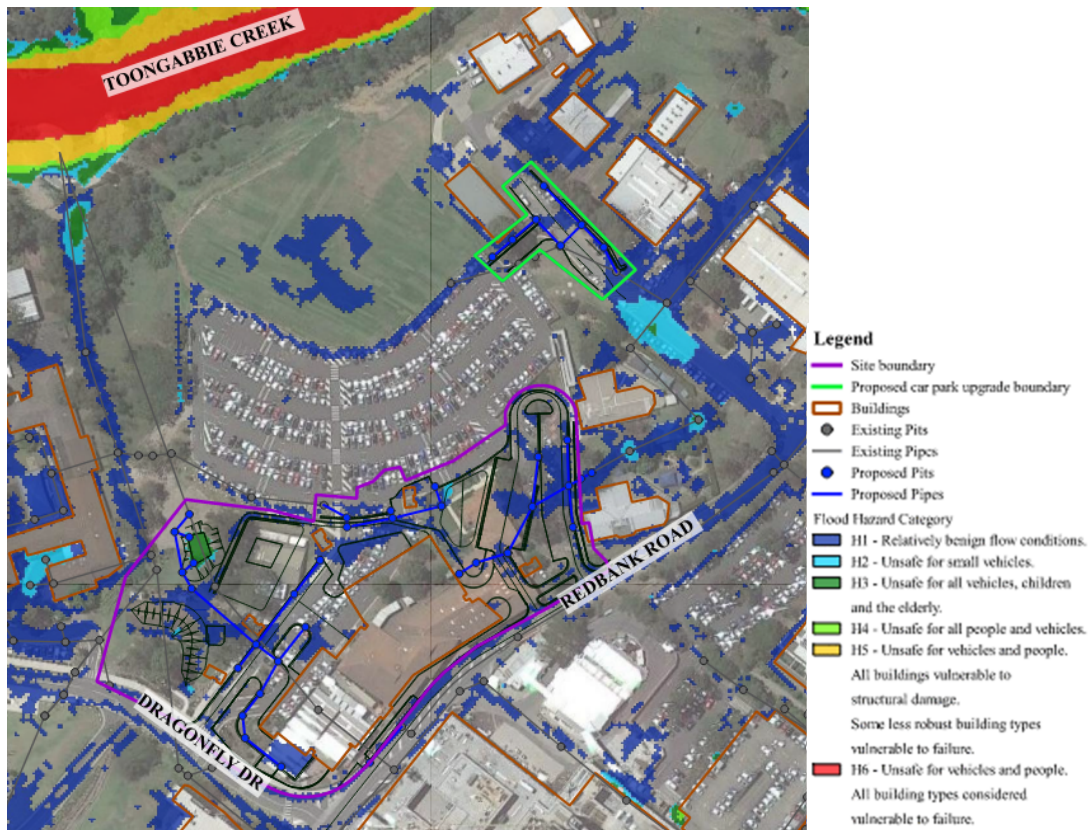 TOONGABBIE CREEK
REDBANK ROAD
DRAGONFLY DR
Legend
Site boundary
Proposed car park upgrade boundary
Buildings
Existing Pits
Existing Pipes
Proposed Pits
Proposed Pipes
Flood Hazard Category
H1 - Relatively benign flow conditions.
H2 - Unsafe for small vehicles.
H3 - Unsafe for all vehicles, children
and the elderly.
H4 - Unsafe for all people and vehicles.
H5 - Unsafe for vehicles and people.
All buildings vulnerable to
structural damage.
Some less robust building types
vulnerable to failure.
H6 - Unsafe for vehicles and people.
All building types considered
vulnerable to failure.